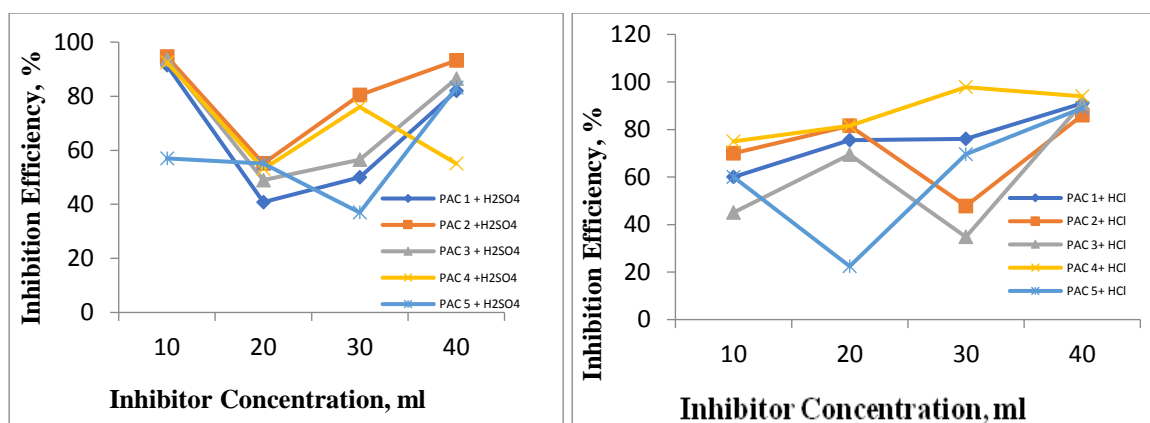 100
80
60
40
20
0
Inhibition Efficiency, %
10 20 30 40
Inhibitor Concentration, ml
PAC 1 + H2SO4
PAC 2 +H2SO4
PAC 3 + H2SO4
PAC 4 +H2SO4
PAC 5 + H2SO4
120
100
80
60
40
20
0
Inhibition Efficiency, %
10 20 30 40
Inhibitor Concentration, ml
PAC 1+ HCl
PAC 2+ HCl
PAC 3+ HCl
PAC 4+ HCl
PAC 5+ HCl